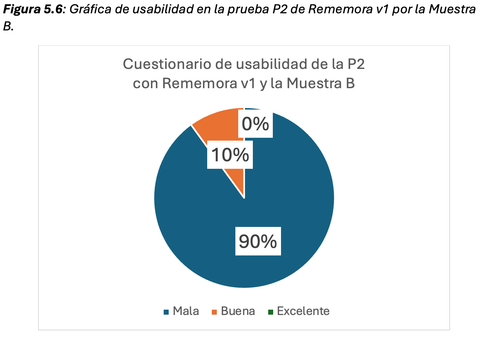 Figura 5.6: Gráfica de usabilidad en la prueba P2 de Rememora v1 por la Muestra
B.
Cuestionario de usabilidad de la P2
con Rememora v1 y la Muestra B
0%
10%
90%
Mala Buena Excelente